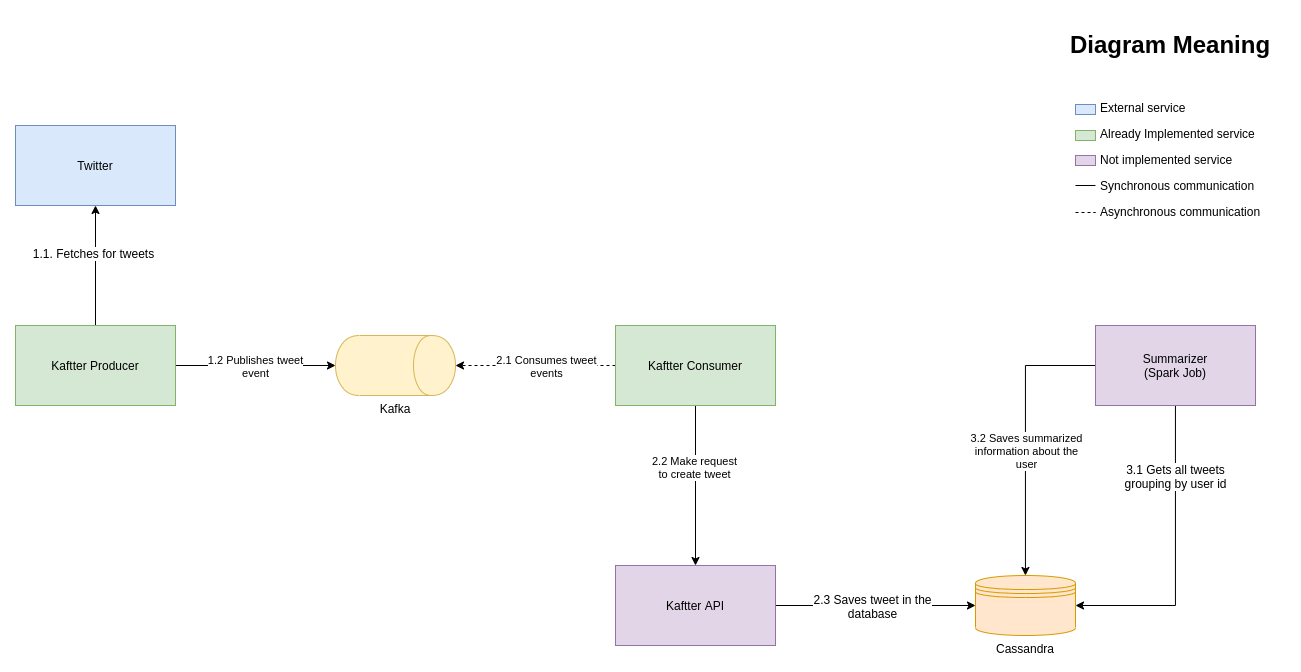 Diagram Meaning
External service
Already Implemented service
Not implemented service
Synchronous communication
Asynchronous communication
Twitter
1.1. Fetches for tweets
Kaftter Producer
1.2 Publishes tweet
event
Kafka
2.1 Consumes tweet
events
Kaftter Consumer
2.2 Make request
to create tweet
Kaftter API
2.3 Saves tweet in the
database
Summarizer
(Spark Job)
3.2 Saves summarized
information about the
user
3.1 Gets all tweets
grouping by user id
Cassandra